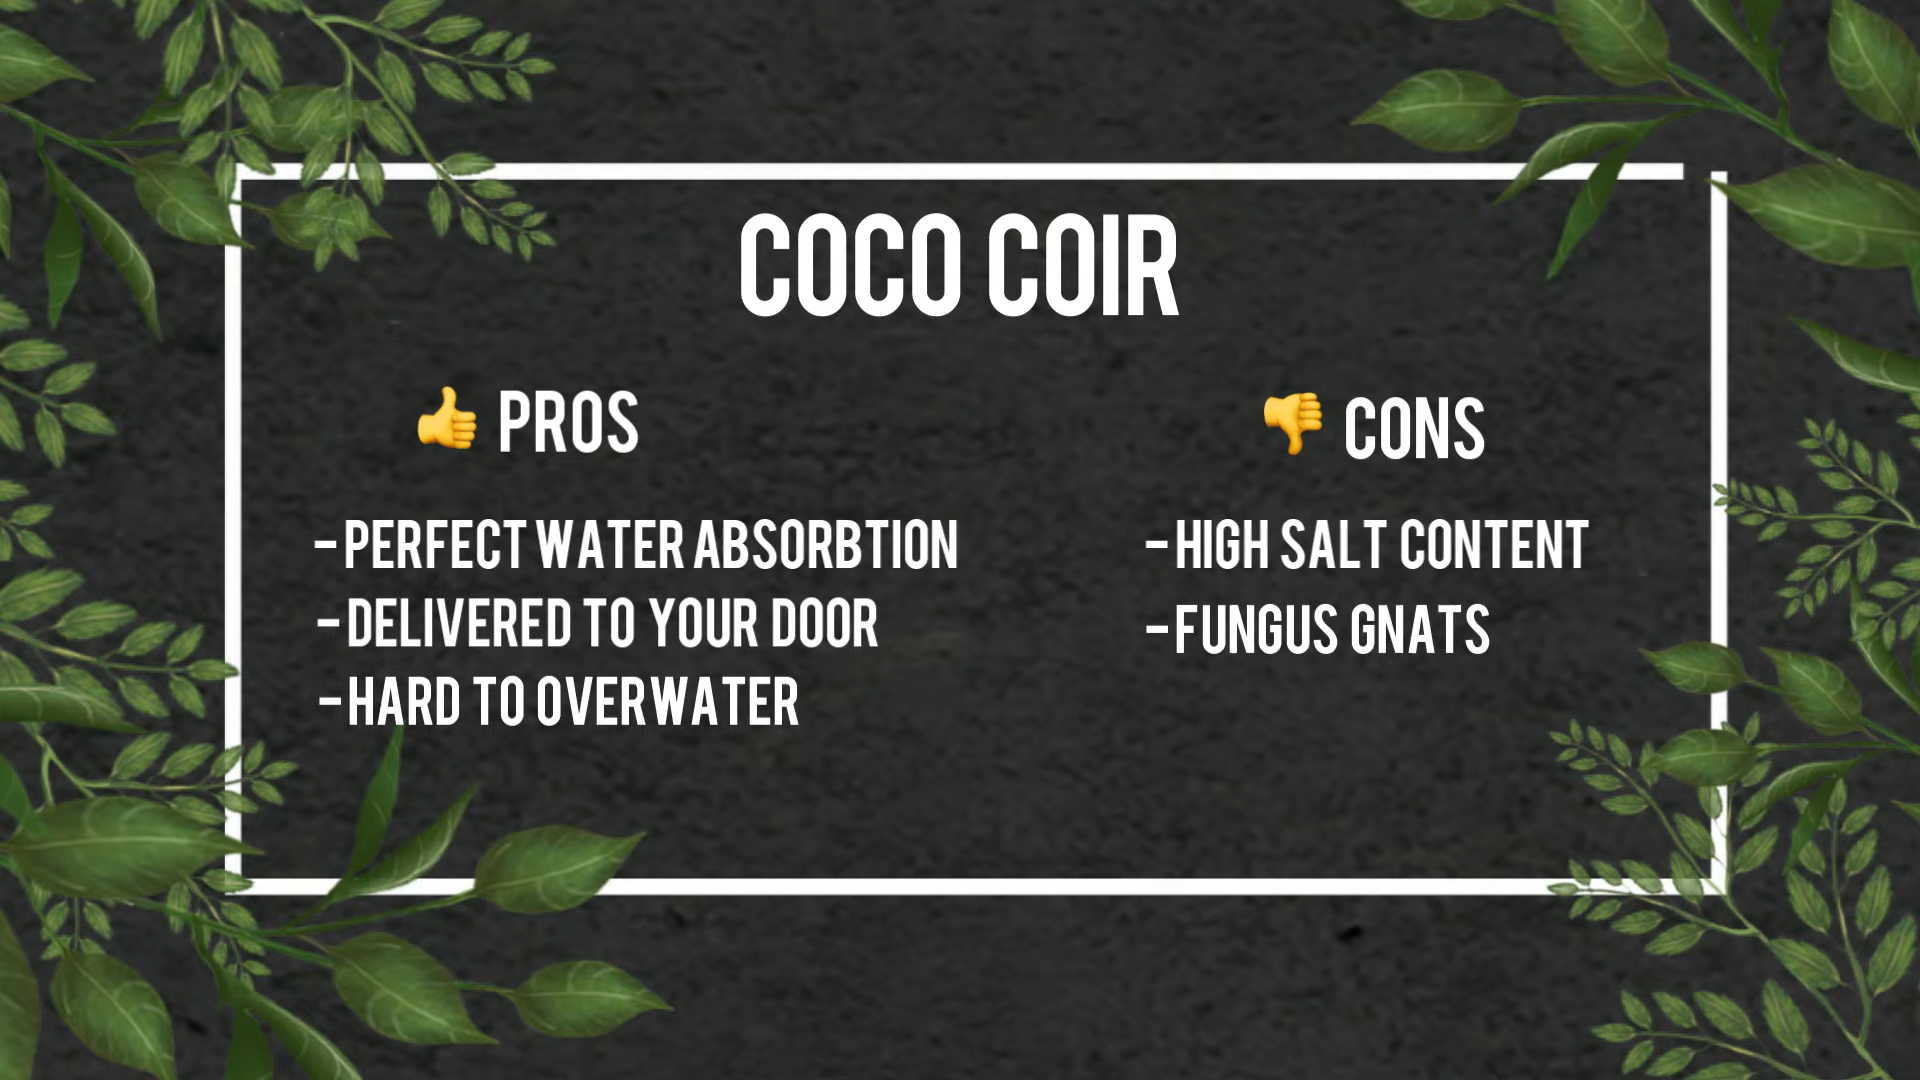 COCO COIR
👍 PROS
-PERFECT WATER ABSORBTION
-DELIVERED TO YOUR DOOR
-HARD TO OVERWATER
👎 CONS
-HIGH SALT CONTENT
-FUNGUS GNATS